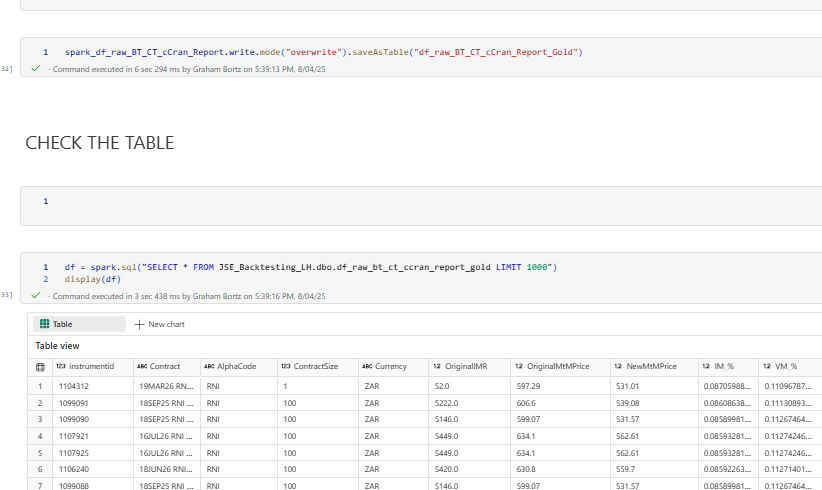 1 spark_df_raw_BT_CT_cCran_Report.write.mode("overwrite").saveAsTable("df_raw_BT_CT_cCran_Report_Gold")
32] - Command executed in 6 sec 294 ms by Graham Bortz on 5:39:13 PM, 8/04/25
CHECK THE TABLE
1
1 df = spark.sql("SELECT * FROM JSE_Backtesting_LH.dbo.df_raw_bt_ct_ccran_report_gold LIMIT 1000")
2 display(df)
33] - Command executed in 3 sec 438 ms by Graham Bortz on 5:39:16 PM, 8/04/25
Table + New chart
Table view
123 instrumentid ABC Contract ABC AlphaCode 123 ContractSize ABC Currency 1.2 OriginalIMR 1.2 OriginalMtMPrice 1.2 NewMtMPrice 1.2 IM_% 1.2 VM_%
1 1104312 19MAR26 RN... RNI 1 ZAR 52.0 597.29 531.01 0.08705988... 0.11096787...
2 1099091 18SEP25 RNI ... RNI 100 ZAR 5222.0 606.6 539.08 0.08608638... 0.11130893...
3 1099090 18SEP25 RNI ... RNI 100 ZAR 5146.0 599.07 531.57 0.08589981... 0.11267464...
4 1107921 16JUL26 RNI ... RNI 100 ZAR 5449.0 634.1 562.61 0.08593281... 0.11274246...
5 1107925 16JUL26 RNI ... RNI 100 ZAR 5449.0 634.1 562.61 0.08593281... 0.11274246...
6 1106240 18JUN26 RNI... RNI 100 ZAR 5420.0 630.8 559.7 0.08592263... 0.11271401...
7 1099088 18SEP25 RNI ... RNI 100 ZAR 5146.0 599.07 531.57 0.08589981... 0.11267464...